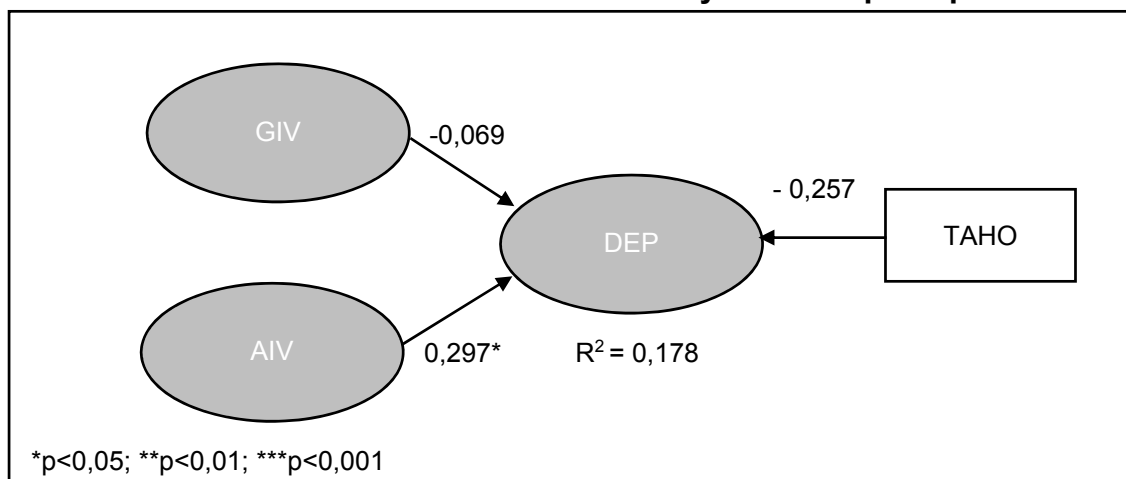 GIV
-0,069
- 0,257
DEP
TAHO
AIV
0,297*
R² = 0,178
*p<0,05; **p<0,01; ***p<0,001